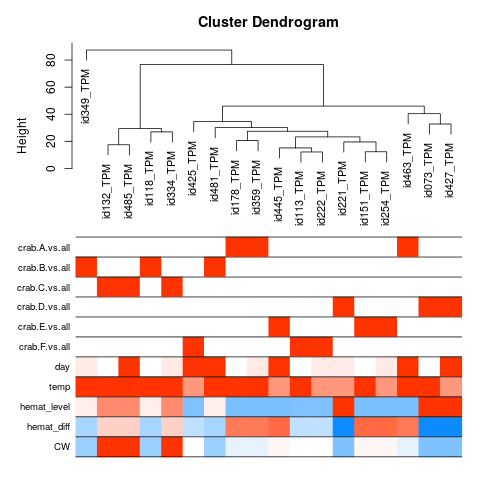 Cluster Dendrogram
Height
0 20 40 60 80
id349_TPM
id132_TPM
id485_TPM
id118_TPM
id334_TPM
id425_TPM
id481_TPM
id178_TPM
id359_TPM
id445_TPM
id113_TPM
id222_TPM
id221_TPM
id151_TPM
id254_TPM
id463_TPM
id073_TPM
id427_TPM
crab.A.vs.all
crab.B.vs.all
crab.C.vs.all
crab.D.vs.all
crab.E.vs.all
crab.F.vs.all
day
temp
hemat_level
hemat_diff
CW